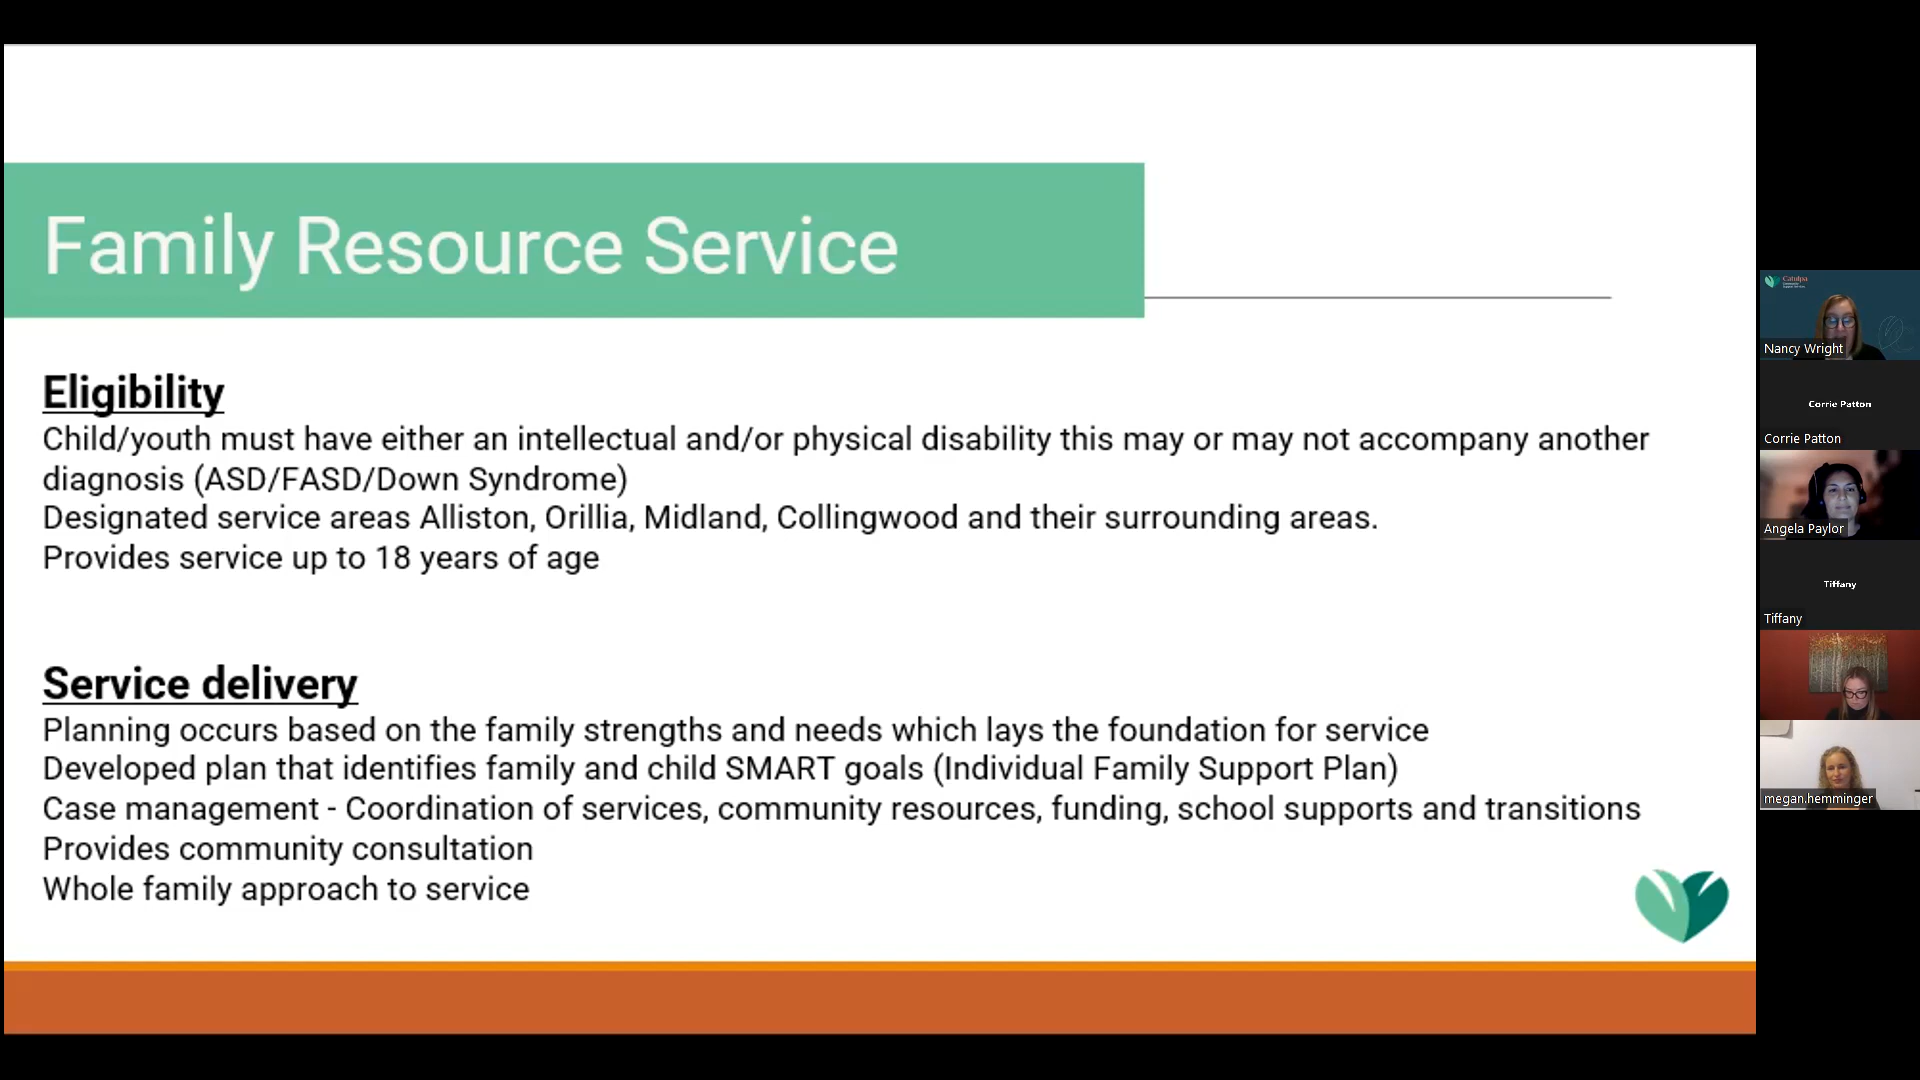 Family Resource Service
Eligibility
Child/youth must have either an intellectual and/or physical disability this may or may not accompany another
diagnosis (ASD/FASD/Down Syndrome)
Designated service areas Alliston, Orillia, Midland, Collingwood and their surrounding areas.
Provides service up to 18 years of age
Service delivery
Planning occurs based on the family strengths and needs which lays the foundation for service
Developed plan that identifies family and child SMART goals (Individual Family Support Plan)
Case management - Coordination of services, community resources, funding, school supports and transitions
Provides community consultation
Whole family approach to service
Catulpa
Nancy Wright
Corrie Patton
Corrie Patton
Angela Paylor
Tiffany
Tiffany
megan.hemminger